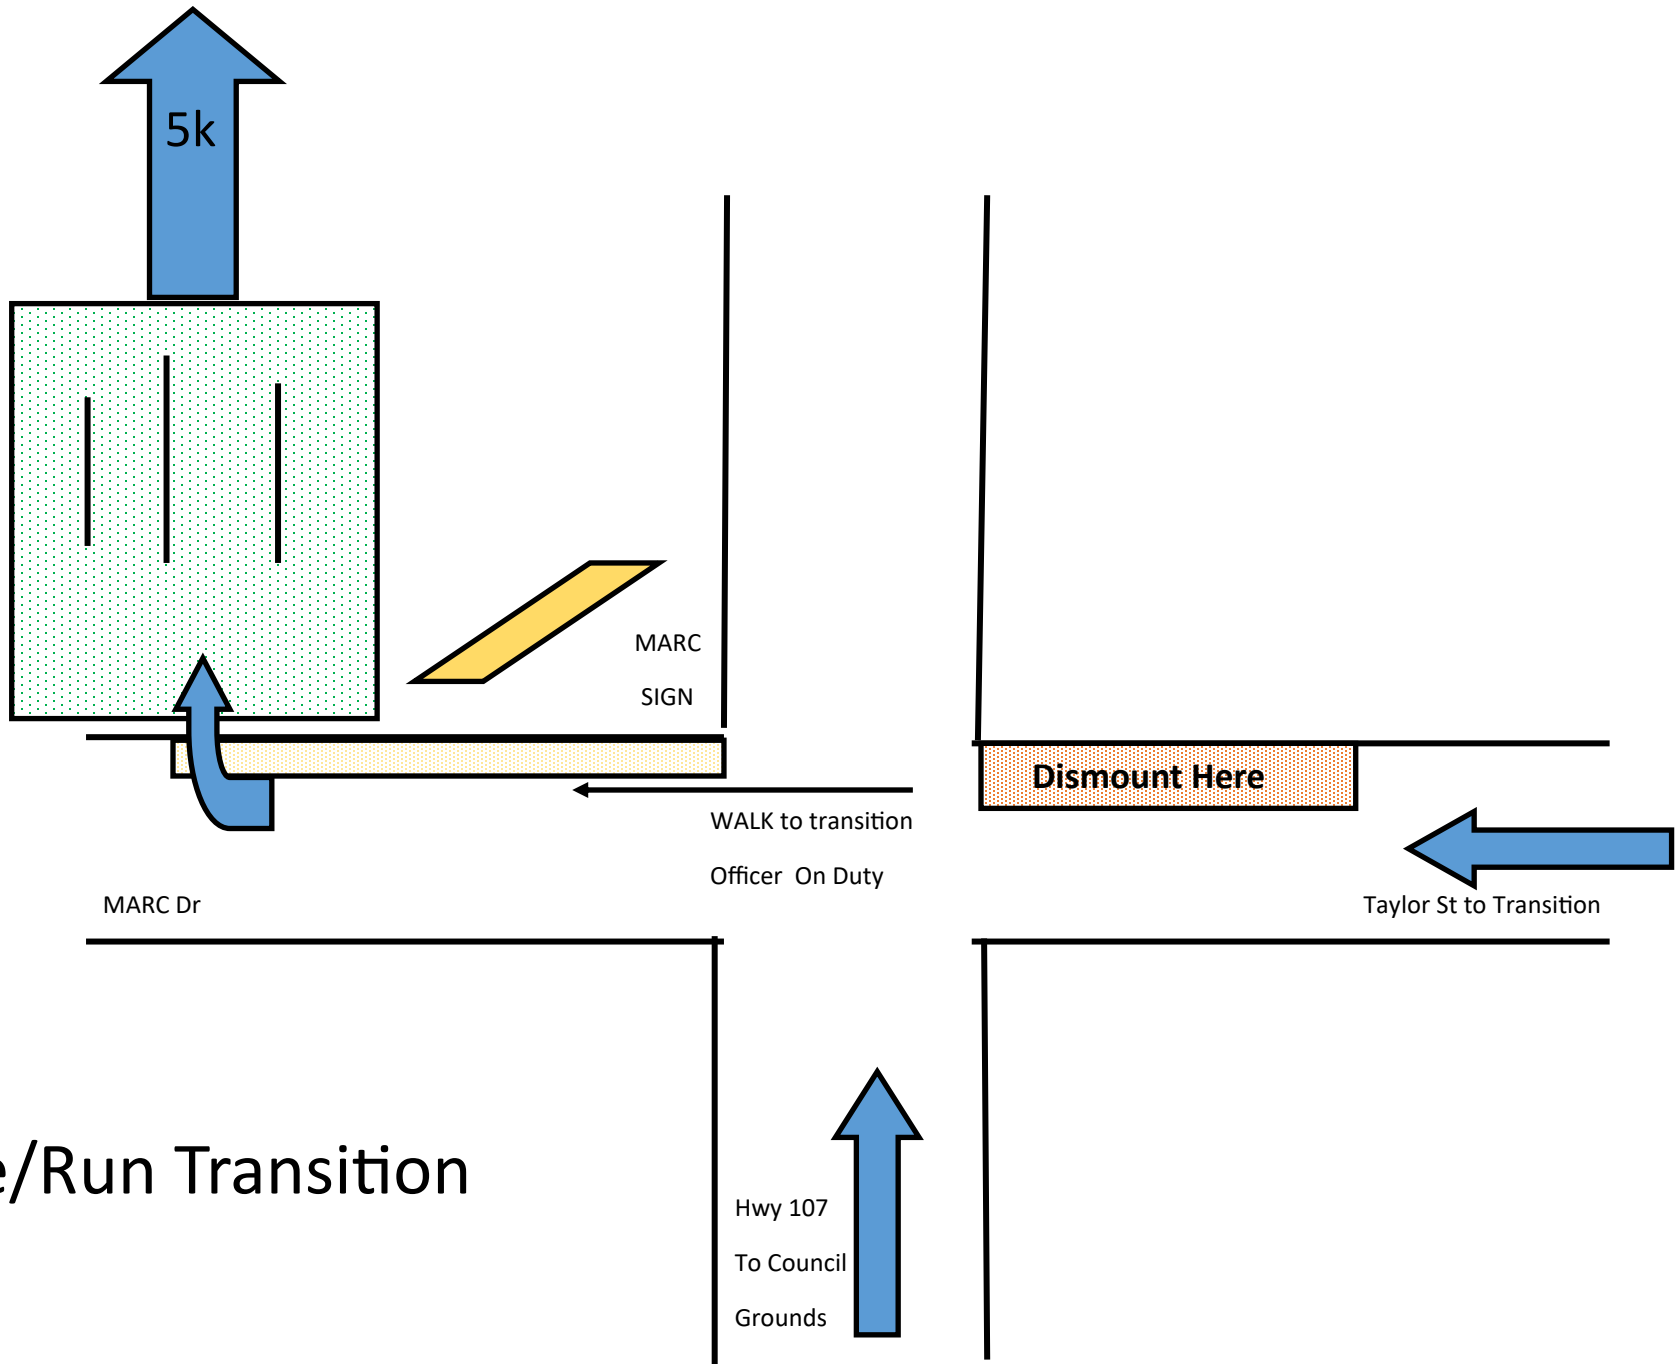 5k
MARC
SIGN
Dismount Here
WALK to transition
Officer On Duty
MARC Dr
Taylor St to Transition
e/Run Transition
Hwy 107
To Council
Grounds